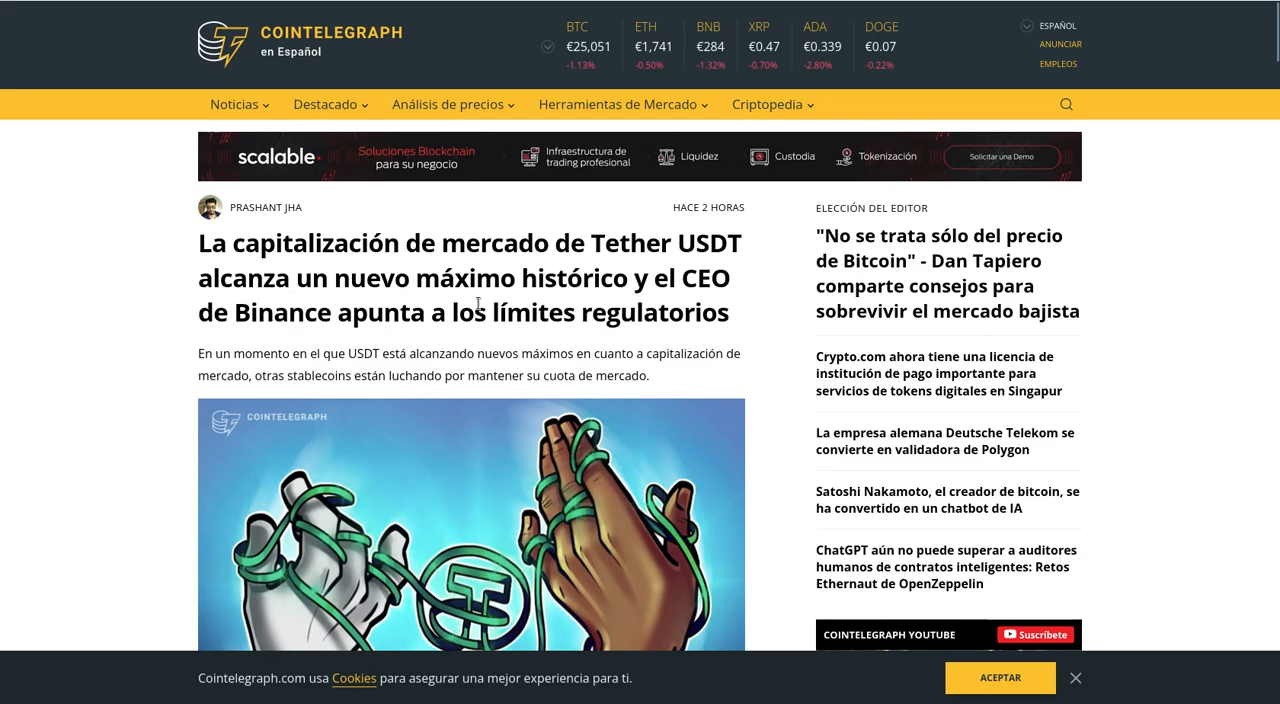 COINTELEGRAPH
en Español
BTC
€25,051
-1.13%
ETH
€1,741
-0.50%
BNB
€284
-1.32%
XRP
€0.47
-0.70%
ADA
€0.339
-2.80%
DOGE
€0.07
-0.22%
ESPAÑOL
ANUNCIAR
EMPLEOS
Noticias
Destacado
Análisis de precios
Herramientas de Mercado
Criptopedia
scalable
Soluciones Blockchain
para su negocio
Infraestructura de
trading profesional
Liquidez
Custodia
Tokenización
Solicitar una Demo
PRASHANT JHA
HACE 2 HORAS
La capitalización de mercado de Tether USDT
alcanza un nuevo máximo histórico y el CEO
de Binance apunta a los límites regulatorios
En un momento en el que USDT está alcanzando nuevos máximos en cuanto a capitalización de
mercado, otras stablecoins están luchando por mantener su cuota de mercado.
COINTELEGRAPH
ELECCIÓN DEL EDITOR
"No se trata sólo del precio
de Bitcoin" - Dan Tapiero
comparte consejos para
sobrevivir el mercado bajista
Crypto.com ahora tiene una licencia de
institución de pago importante para
servicios de tokens digitales en Singapur
La empresa alemana Deutsche Telekom se
convierte en validadora de Polygon
Satoshi Nakamoto, el creador de bitcoin, se
ha convertido en un chatbot de IA
ChatGPT aún no puede superar a auditores
humanos de contratos inteligentes: Retos
Ethernaut de OpenZeppelin
COINTELEGRAPH YOUTUBE
Suscríbete
Cointelegraph.com usa Cookies para asegurar una mejor experiencia para ti.
ACEPTAR